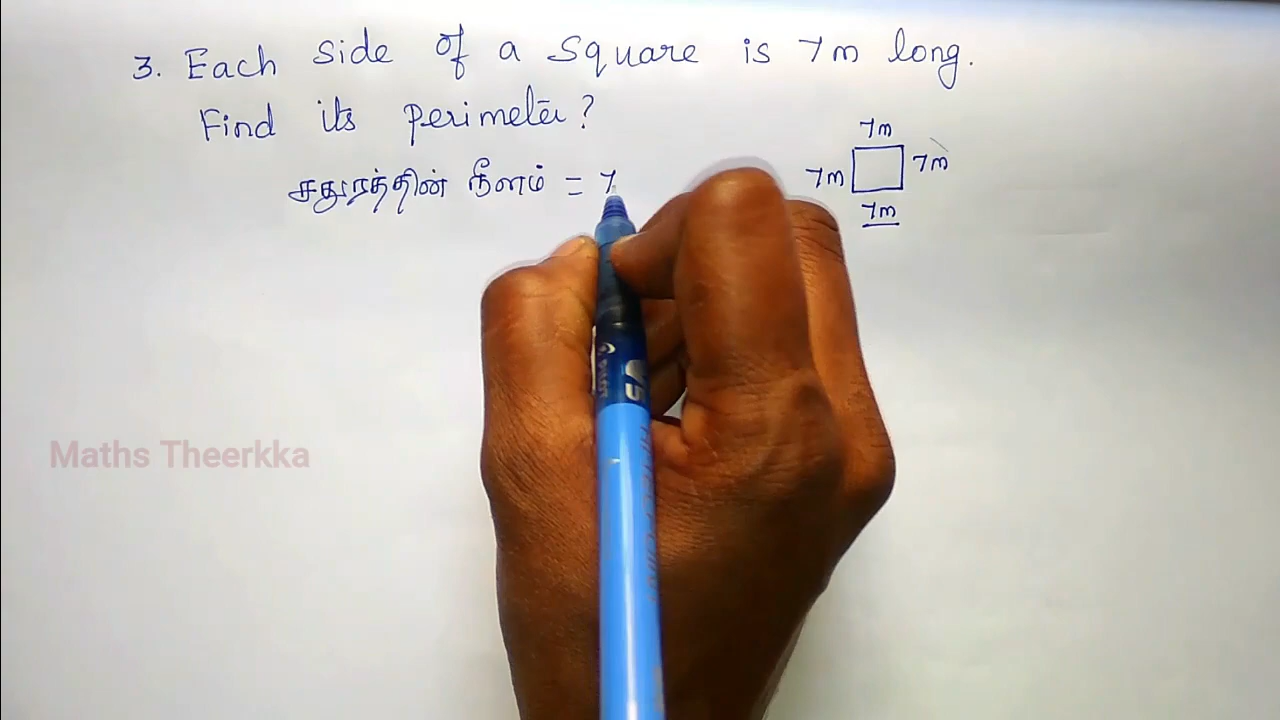 3. Each side of a square is 7m long.
Find its perimeter?
சதுரத்தின் நீளம் = 7
7m
7m
7m
7m
V5
Maths Theerkka